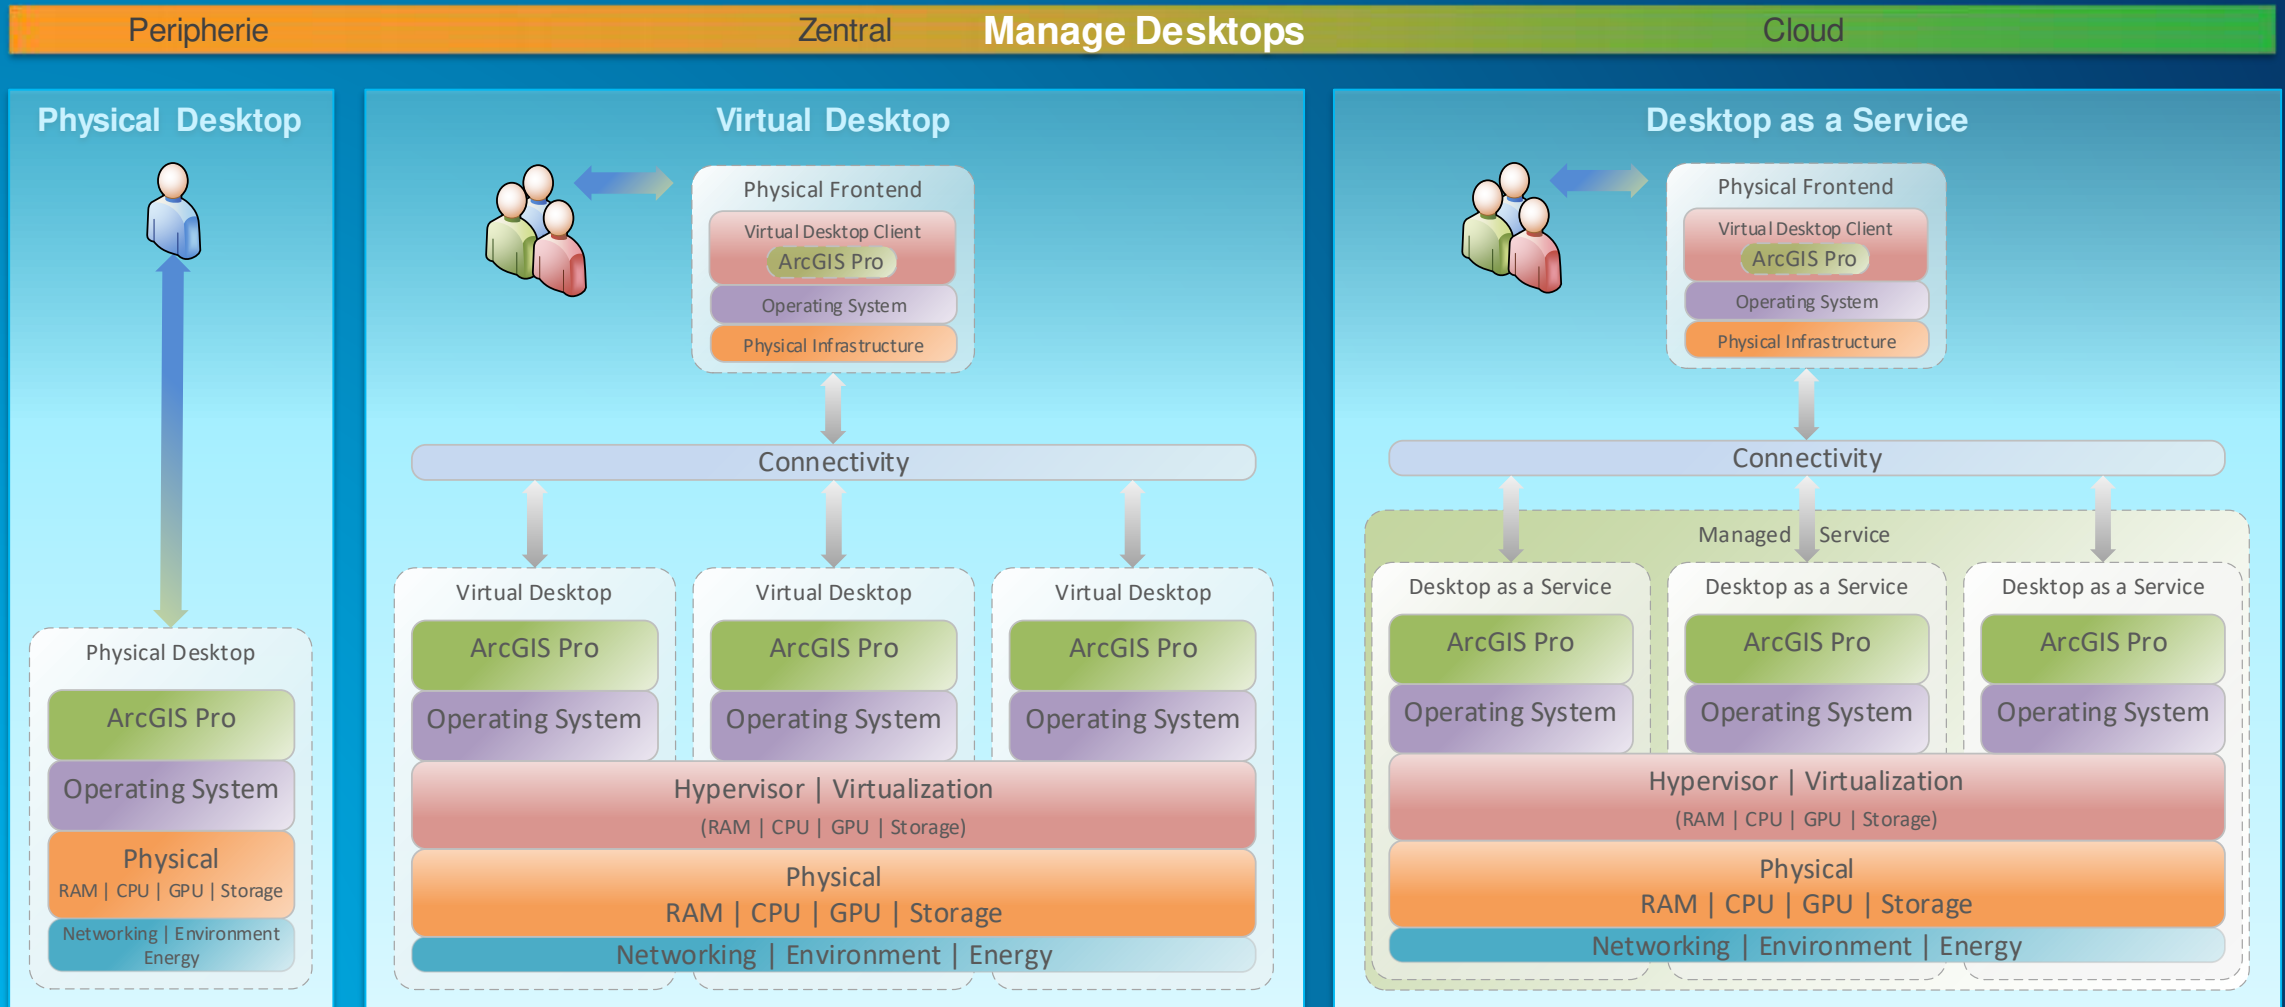 Peripherie
Zentral
Manage Desktops
Cloud
Physical Desktop
Physical Desktop
ArcGIS Pro
Operating System
Physical
RAM | CPU | GPU | Storage
Networking | Environment
Energy
Virtual Desktop
Physical Frontend
Virtual Desktop Client
ArcGIS Pro
Operating System
Physical Infrastructure
Connectivity
Virtual Desktop
Virtual Desktop
Virtual Desktop
ArcGIS Pro
ArcGIS Pro
ArcGIS Pro
Operating System
Operating System
Operating System
Hypervisor | Virtualization
(RAM | CPU | GPU | Storage)
Physical
RAM | CPU | GPU | Storage
Networking | Environment | Energy
Desktop as a Service
Physical Frontend
Virtual Desktop Client
ArcGIS Pro
Operating System
Physical Infrastructure
Connectivity
Managed Service
Desktop as a Service
Desktop as a Service
Desktop as a Service
ArcGIS Pro
ArcGIS Pro
ArcGIS Pro
Operating System
Operating System
Operating System
Hypervisor | Virtualization
(RAM | CPU | GPU | Storage)
Physical
RAM | CPU | GPU | Storage
Networking | Environment | Energy